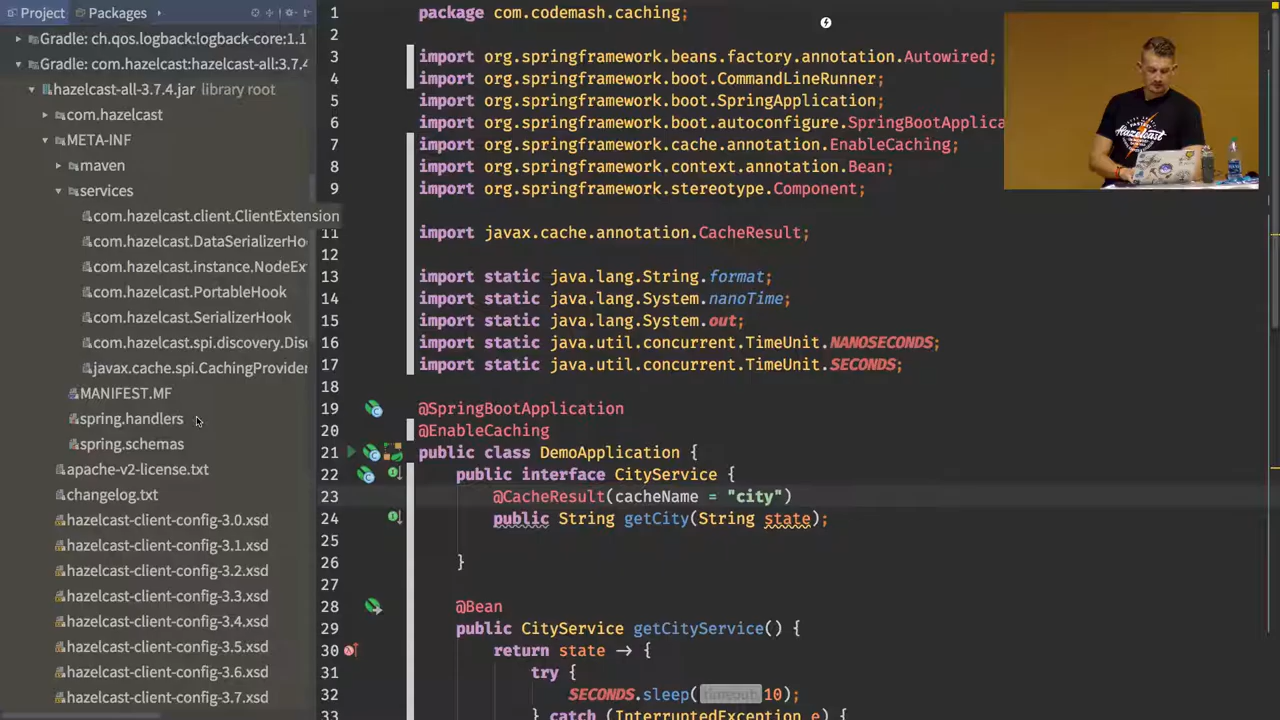 Project
Packages
Gradle: ch.qos.logback:logback-core:1.1
Gradle: com.hazelcast:hazelcast-all:3.7.4
hazelcast-all-3.7.4.jar library root
com.hazelcast
META-INF
maven
services
com.hazelcast.client.ClientExtension
com.hazelcast.DataSerializerHo
com.hazelcast.instance.NodeEx
com.hazelcast.PortableHook
com.hazelcast.SerializerHook
com.hazelcast.spi.discovery.Dis
javax.cache.spi.CachingProvider
MANIFEST.MF
spring.handlers
spring.schemas
apache-v2-license.txt
changelog.txt
hazelcast-client-config-3.0.xsd
hazelcast-client-config-3.1.xsd
hazelcast-client-config-3.2.xsd
hazelcast-client-config-3.3.xsd
hazelcast-client-config-3.4.xsd
hazelcast-client-config-3.5.xsd
hazelcast-client-config-3.6.xsd
hazelcast-client-config-3.7.xsd
1 package com.codemash.caching;
2
3 import org.springframework.beans.factory.annotation.Autowired;
4 import org.springframework.boot.CommandLineRunner;
5 import org.springframework.boot.SpringApplication;
6 import org.springframework.boot.autoconfigure.SpringBootApplica
7 import org.springframework.cache.annotation.EnableCaching;
8 import org.springframework.context.annotation.Bean;
9 import org.springframework.stereotype.Component;
11 import javax.cache.annotation.CacheResult;
12
13 import static java.lang.String.format;
14 import static java.lang.System.nanoTime;
15 import static java.lang.System.out;
16 import static java.util.concurrent.TimeUnit.NANOSECONDS;
17 import static java.util.concurrent.TimeUnit.SECONDS;
18
19 @SpringBootApplication
20 @EnableCaching
21 public class DemoApplication {
22 public interface CityService {
23 @CacheResult(cacheName = "city")
24 public String getCity(String state);
25
26 }
27
28 @Bean
29 public CityService getCityService() {
30 return state -> {
31 try {
32 SECONDS.sleep( timeout: 10);
33 } catch (InterruptedException e) {
Hazelcast